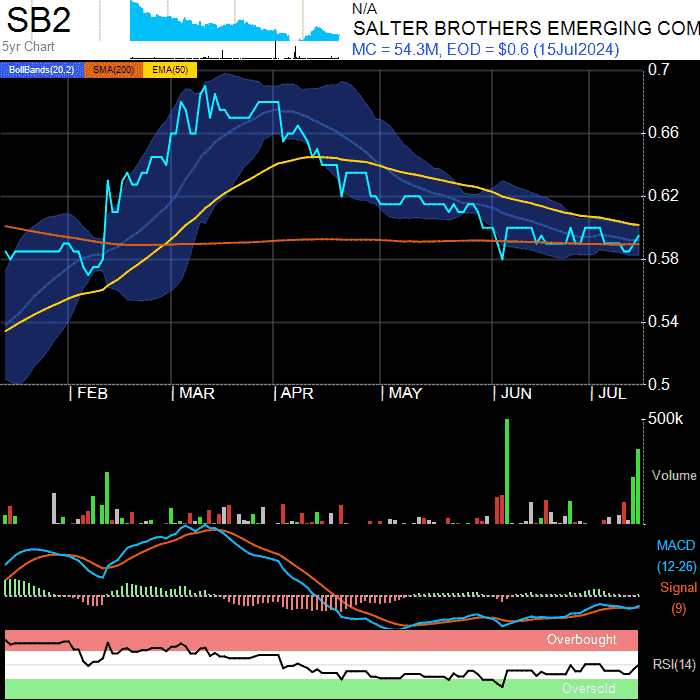 SB2
5yr Chart
N/A
SALTER BROTHERS EMERGING COM
MC = 54.3M, EOD = $0.6 (15Jul2024)
BollBands(20,2) SMA(200) EMA(50)
0.7
0.66
0.62
0.58
0.54
0.5
| FEB | MAR | APR | MAY | JUN | JUL
500k
Volume
MACD
(12-26)
Signal
(9)
Overbought
RSI(14)
Oversold